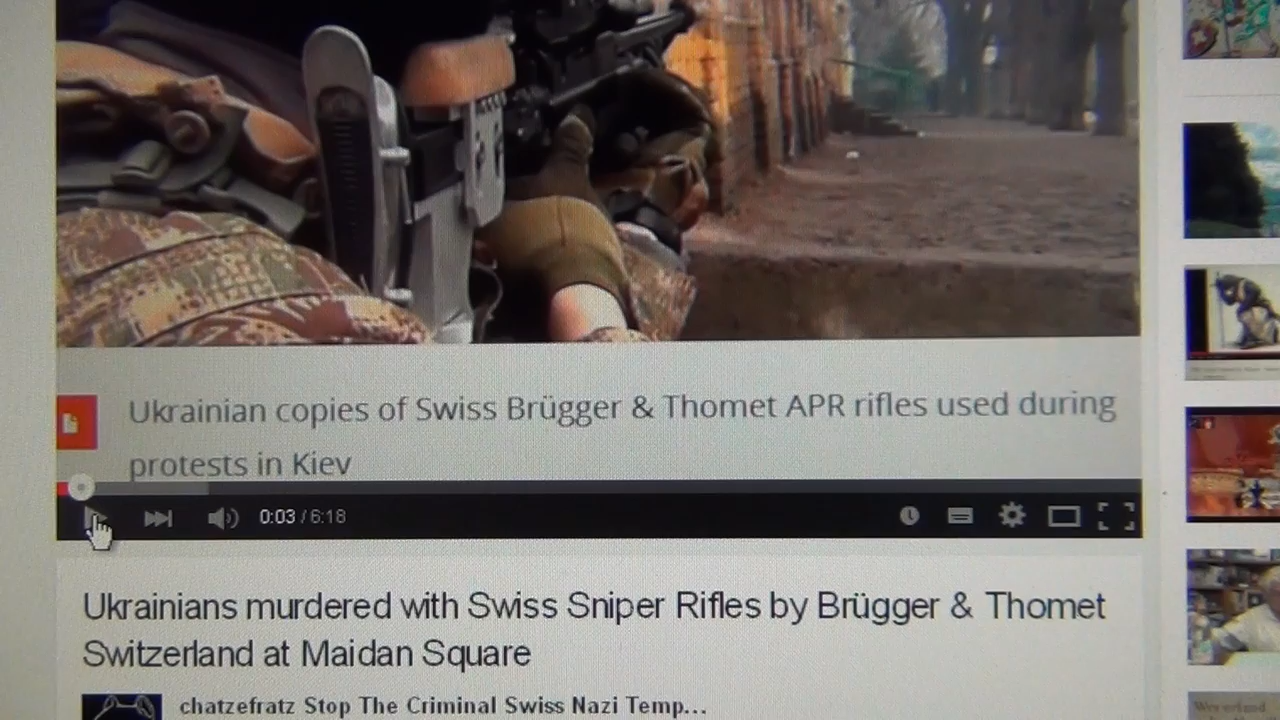 Ukrainian copies of Swiss Brügger & Thomet APR rifles used during
protests in Kiev
0:03 / 6:18
Ukrainians murdered with Swiss Sniper Rifles by Brügger & Thomet
Switzerland at Maidan Square
chatzefratz Stop The Criminal Swiss Nazi Temp...